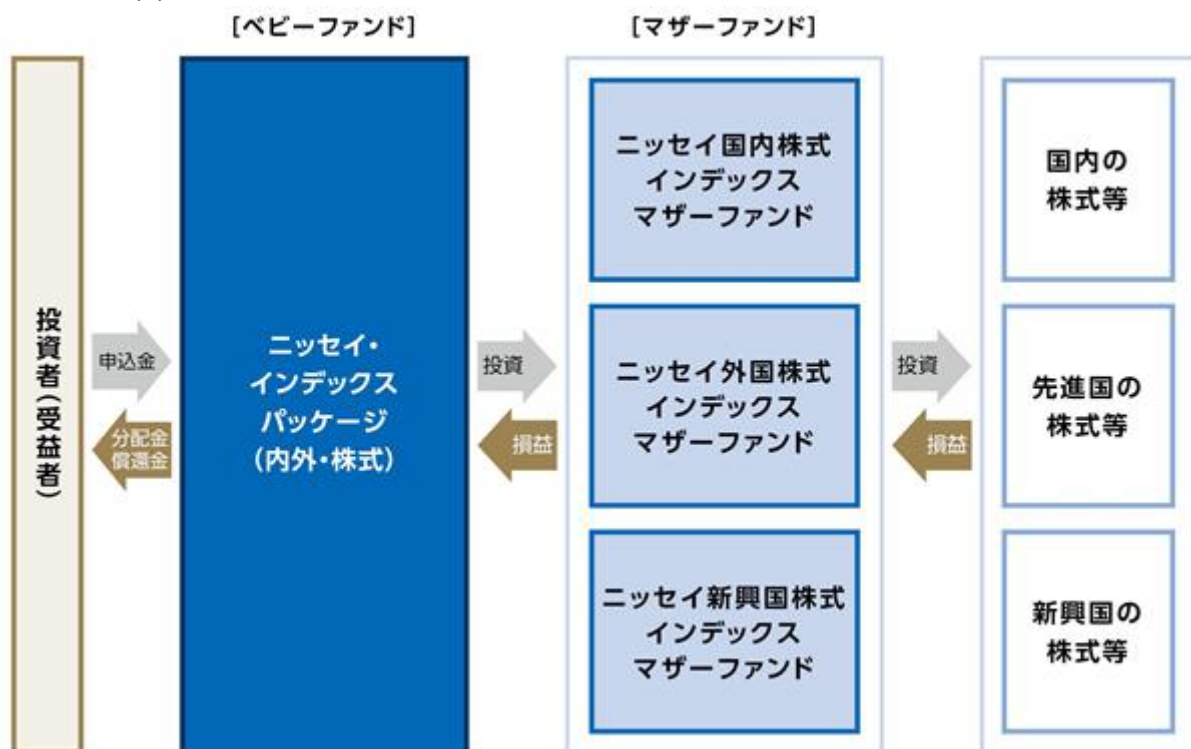 [ベビーファンド]
[マザーファンド]
投資者(受益者)
申込金
分配金
償還金
ニッセイ・
インデックス
パッケージ
(内外・株式)
投資
損益
ニッセイ国内株式
インデックス
マザーファンド
ニッセイ外国株式
インデックス
マザーファンド
ニッセイ新興国株式
インデックス
マザーファンド
投資
損益
国内の
株式等
先進国の
株式等
新興国の
株式等